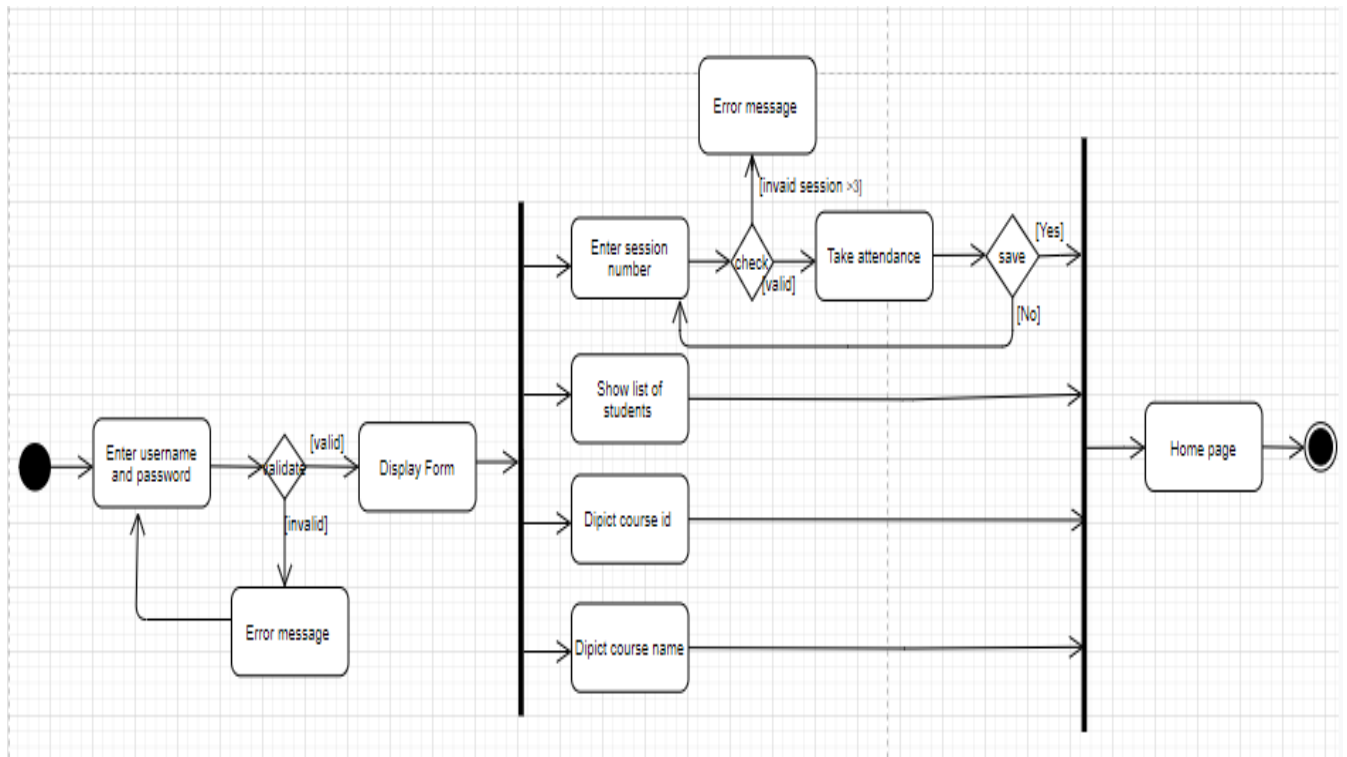 Error message
[invaid session >3]
Enter session
number
check
[valid]
Take attendance
save
[Yes]
[No]
Show list of
students
Enter username
and password
validate
[valid]
[invalid]
Display Form
Error message
Dipict course id
Dipict course name
Home page